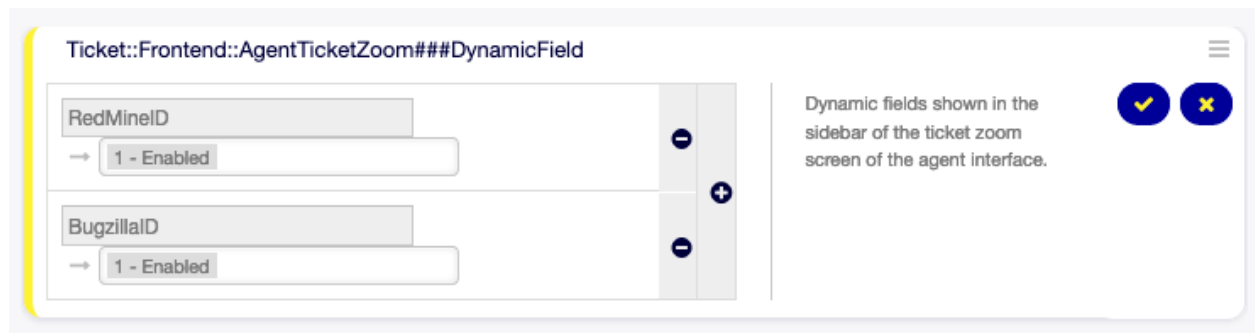 Ticket::Frontend::AgentTicketZoom###DynamicField
RedMineID
1 - Enabled
BugzillaID
1 - Enabled
Dynamic fields shown in the
sidebar of the ticket zoom
screen of the agent interface.